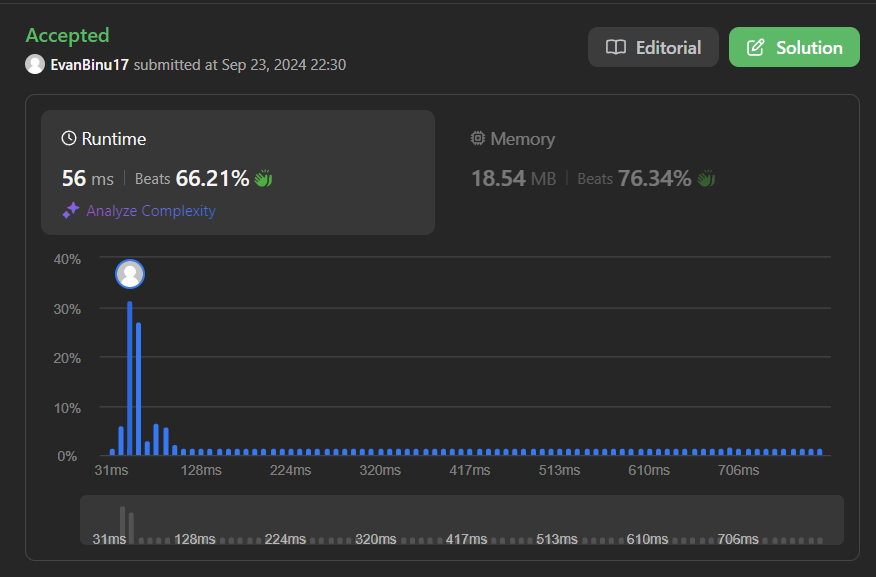 Accepted
Editorial
Solution
EvanBinu17 submitted at Sep 23, 2024 22:30
Runtime
56 ms | Beats 66.21%
Analyze Complexity
Memory
18.54 MB | Beats 76.34%
40%
30%
20%
10%
0%
31ms 128ms 224ms 320ms 417ms 513ms 610ms 706ms
31ms 128ms 224ms 320ms 417ms 513ms 610ms 706ms